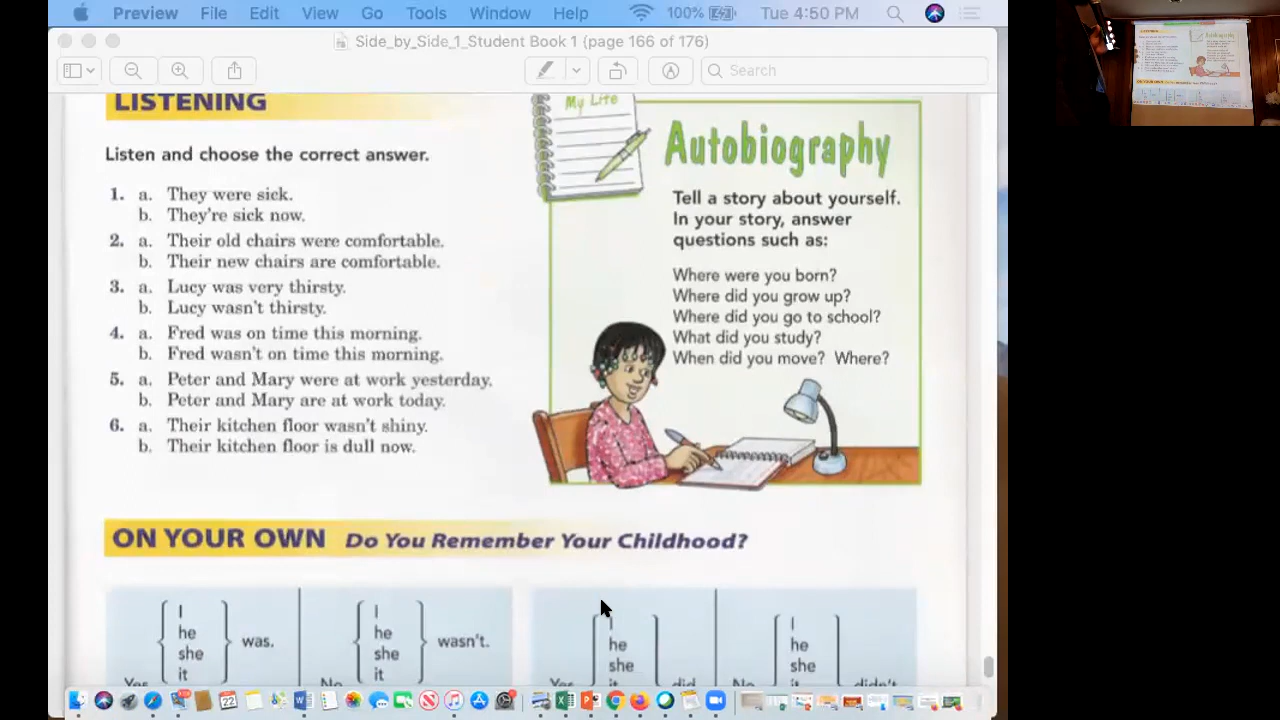 Preview File Edit View Go Tools Window Help 100% Tue 4:50 PM
Side_by_Side_1_Student Book 1 (page 166 of 176)
Search
LISTENING
Listen and choose the correct answer.
1. a. They were sick.
b. They're sick now.
2. a. Their old chairs were comfortable.
b. Their new chairs are comfortable.
3. a. Lucy was very thirsty.
b. Lucy wasn't thirsty.
4. a. Fred was on time this morning.
b. Fred wasn't on time this morning.
5. a. Peter and Mary were at work yesterday.
b. Peter and Mary are at work today.
6. a. Their kitchen floor wasn't shiny.
b. Their kitchen floor is dull now.
My Life
Autobiography
Tell a story about yourself.
In your story, answer
questions such as:
Where were you born?
Where did you grow up?
Where did you go to school?
What did you study?
When did you move? Where?
ON YOUR OWN Do You Remember Your Childhood?
I
he
she
it
was.
I
he
she
it
wasn't.
Yes
No
I
he
she
it
did
I
he
she
didn't.
Yes
No
22